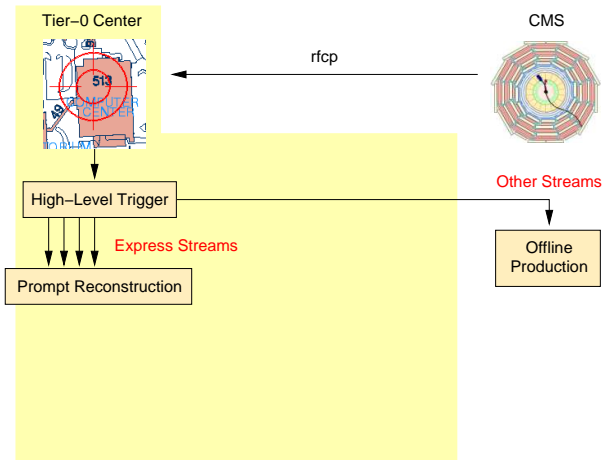 Tier−0 Center
CMS
rfcp
513
COMPUTER
CENTER
49
High−Level Trigger
Other Streams
Express Streams
Offline
Production
Prompt Reconstruction